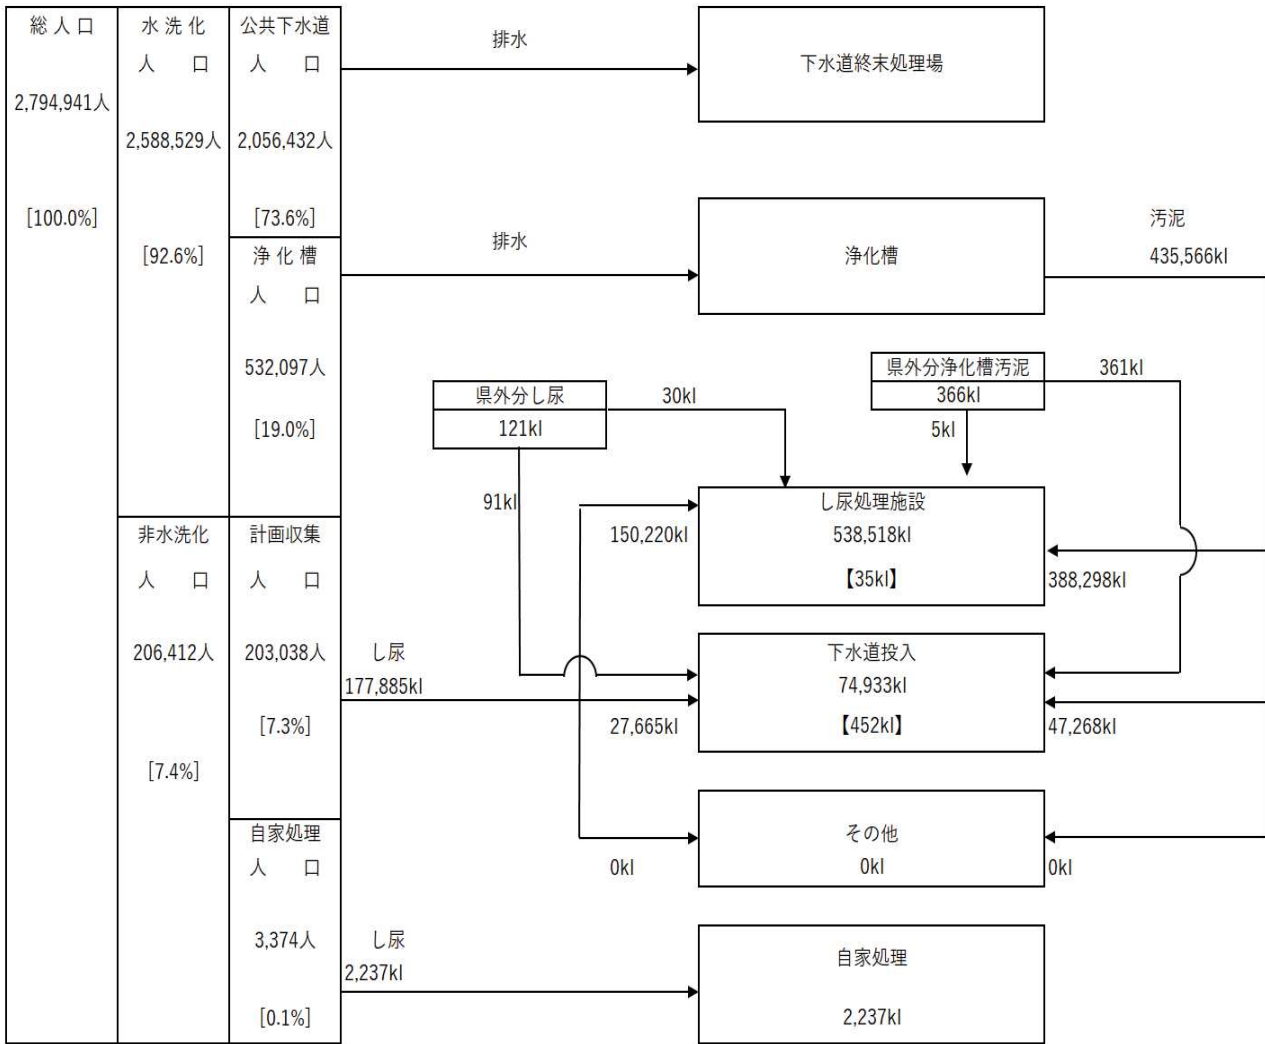 総 人 口
2,794,941人
[100.0%]
水 洗 化
人　　口
2,588,529人
[92.6%]
公共下水道
人　　口
2,056,432人
[73.6%]
浄 化 槽
人　　口
532,097人
[19.0%]
非水洗化
人　　口
206,412人
[7.4%]
計画収集
人　　口
203,038人
[7.3%]
自家処理
人　　口
3,374人
[0.1%]
排水
下水道終末処理場
排水
浄化槽
汚泥
435,566kl
県外分し尿
121kl
30kl
91kl
県外分浄化槽汚泥
366kl
361kl
5kl
し尿処理施設
538,518kl
【35kl】
150,220kl
388,298kl
し尿
177,885kl
下水道投入
74,933kl
【452kl】
27,665kl
47,268kl
その他
0kl
0kl
0kl
し尿
2,237kl
自家処理
2,237kl